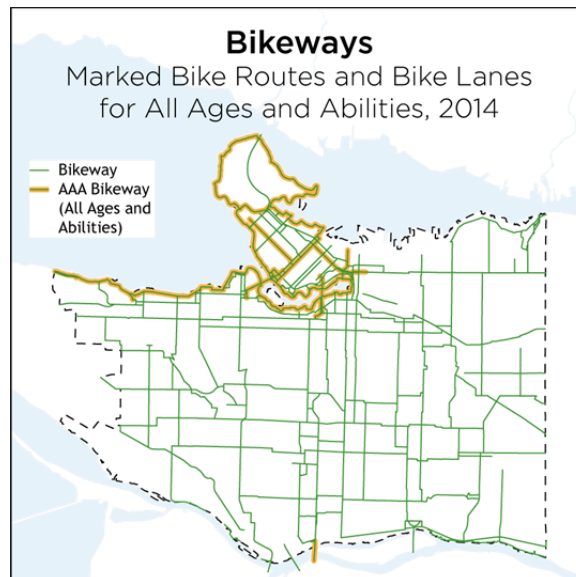 Bikeways
Marked Bike Routes and Bike Lanes
for All Ages and Abilities, 2014
Bikeway
AAA Bikeway
(All Ages and
Abilities)